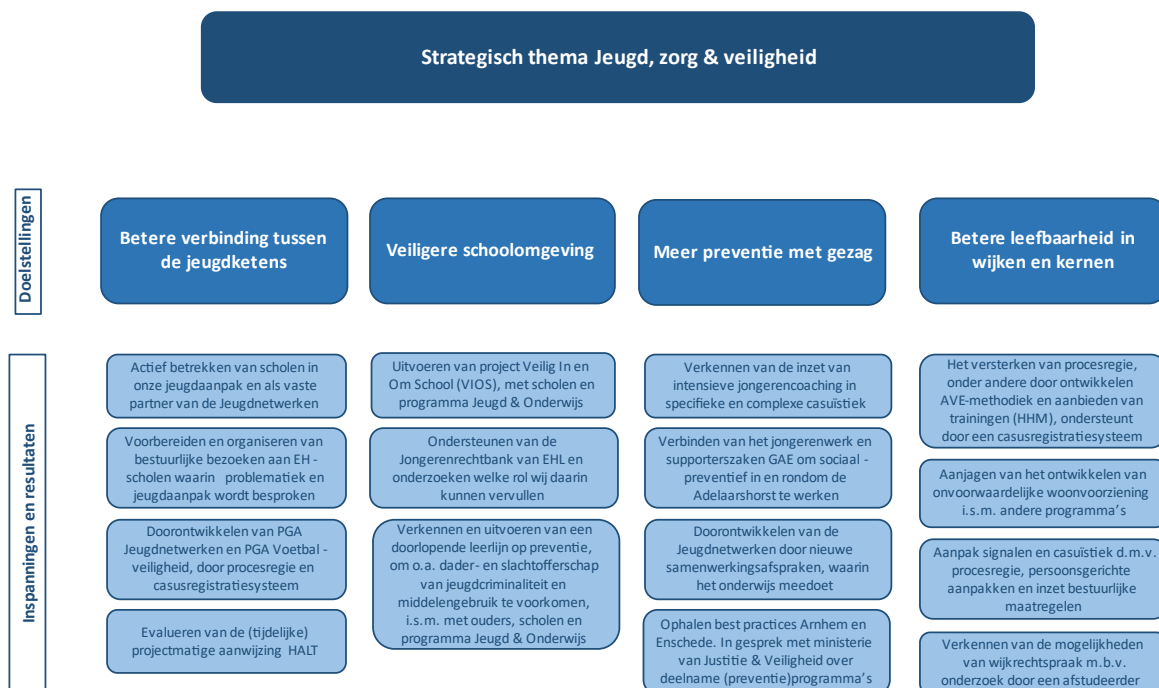 Strategisch thema Jeugd, zorg & veiligheid
Doelstellingen
Betere verbinding tussen
de jeugdketens
Veiligere schoolomgeving
Meer preventie met gezag
Betere leefbaarheid in
wijken en kernen
Inspanningen en resultaten
Actief betrekken van scholen in
onze jeugdaanpak en als vaste
partner van de Jeugdnetwerken
Voorbereiden en organiseren van
bestuurlijke bezoeken aan EH -
scholen waarin problematiek en
jeugdaanpak wordt besproken
Doorontwikkelen van PGA
Jeugdnetwerken en PGA Voetbal -
veiligheid, door procesregie en
casusregistratiesysteem
Evalueren van de (tijdelijke)
projectmatige aanwijzing HALT
Uitvoeren van project Veilig In en
Om School (VIOS), met scholen en
programma Jeugd & Onderwijs
Ondersteunen van de
Jongerenrechtbank van EHL en
onderzoeken welke rol wij daarin
kunnen vervullen
Verkennen en uitvoeren van een
doorlopende leerlijn op preventie,
om o.a. dader- en slachtofferschap
van jeugdcriminaliteit en
middelengebruik te voorkomen,
i.s.m. met ouders, scholen en
programma Jeugd & Onderwijs
Verkennen van de inzet van
intensieve jongerencoaching in
specifieke en complexe casuïstiek
Verbinden van het jongerenwerk en
supporterszaken GAE om sociaal -
preventief in en rondom de
Adelaarshorst te werken
Doorontwikkelen van de
Jeugdnetwerken door nieuwe
samenwerkingsafspraken, waarin
het onderwijs meedoet
Ophalen best practices Arnhem en
Enschede. In gesprek met ministerie
van Justitie & Veiligheid over
deelname (preventie)programma's
Het versterken van procesregie,
onder andere door ontwikkelen
AVE-methodiek en aanbieden van
trainingen (HHM), ondersteunt
door een casusregistratiesysteem
Aanjagen van het ontwikkelen van
onvoorwaardelijke woonvoorziening
i.s.m. andere programma's
Aanpak signalen en casuïstiek d.m.v.
procesregie, persoonsgerichte
aanpakken en inzet bestuurlijke
maatregelen
Verkennen van de mogelijkheden
van wijkrechtspraak m.b.v.
onderzoek door een afstudeerder